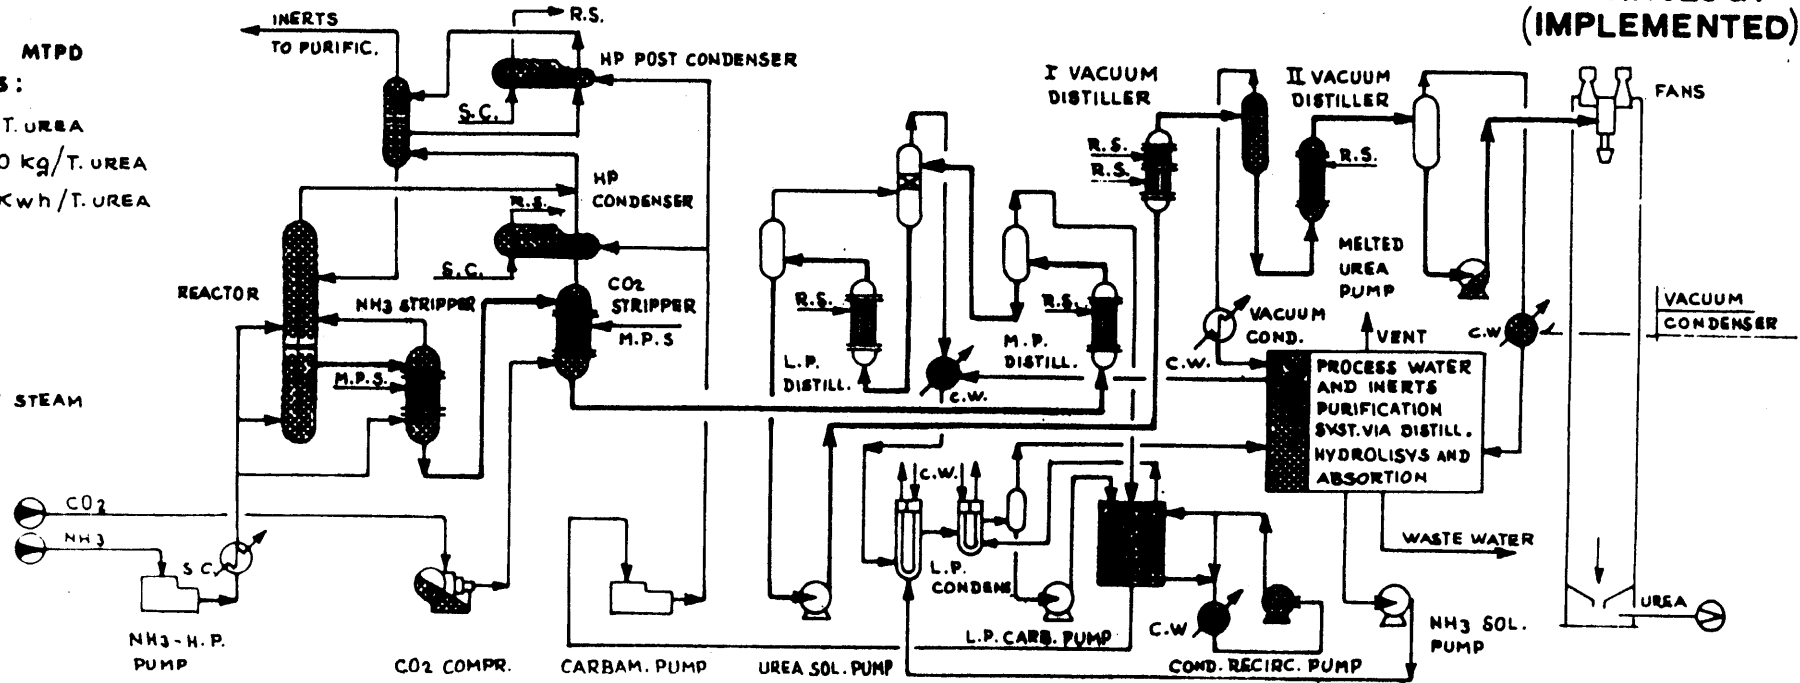 (IMPLEMENTED)
MTPD
S:
T. UREA
0 kg/T. UREA
Kwh/T. UREA
STEAM
INERTS
TO PURIFIC.
R.S.
HP POST CONDENSER
S.C.
HP
CONDENSER
R.S.
S.C.
REACTOR
NH3 STRIPPER
CO2
STRIPPER
M.P.S
M.P.S.
CO2
NH3
S C.
NH3-H.P.
PUMP
CO2 COMPR.
CARBAM. PUMP
UREA SOL. PUMP
R.S.
L.P.
DISTILL.
R.S.
M.P.
DISTILL.
C.W.
I VACUUM
DISTILLER
R.S.
R.S.
II VACUUM
DISTILLER
R.S.
MELTED
UREA
PUMP
FANS
VACUUM
COND.
C.W.
VENT
C.W
VACUUM
CONDENSER
PROCESS WATER
AND INERTS
PURIFICATION
SYST. VIA DISTILL.
HYDROLISYS AND
ABSORTION
C.W.
L.P.
CONDENS
L.P. CARB. PUMP
C.W
COND. RECIRC. PUMP
WASTE WATER
NH3 SOL.
PUMP
UREA